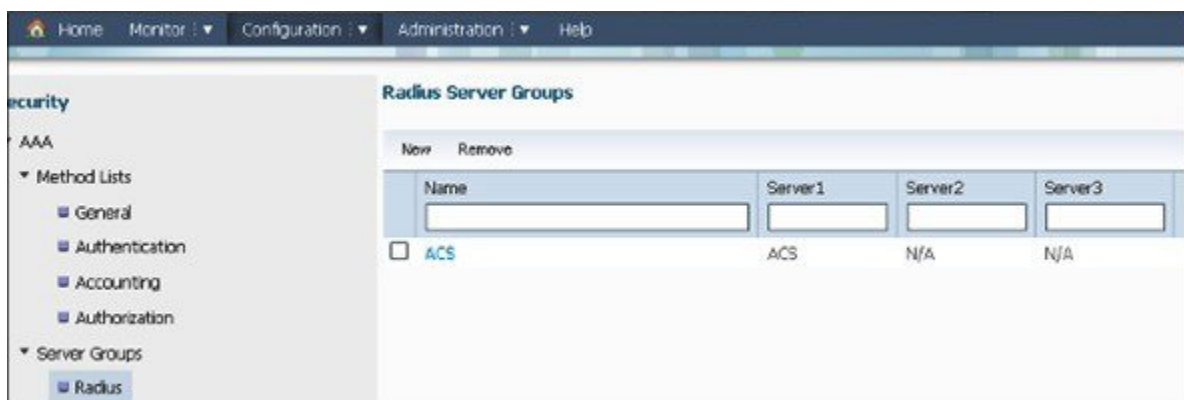 Home Monitor Configuration Administration Help
ecurity
AAA
Method Lists
General
Authentication
Accounting
Authorization
Server Groups
Radius
Radius Server Groups
New Remove
Name Server1 Server2 Server3
ACS ACS N/A N/A